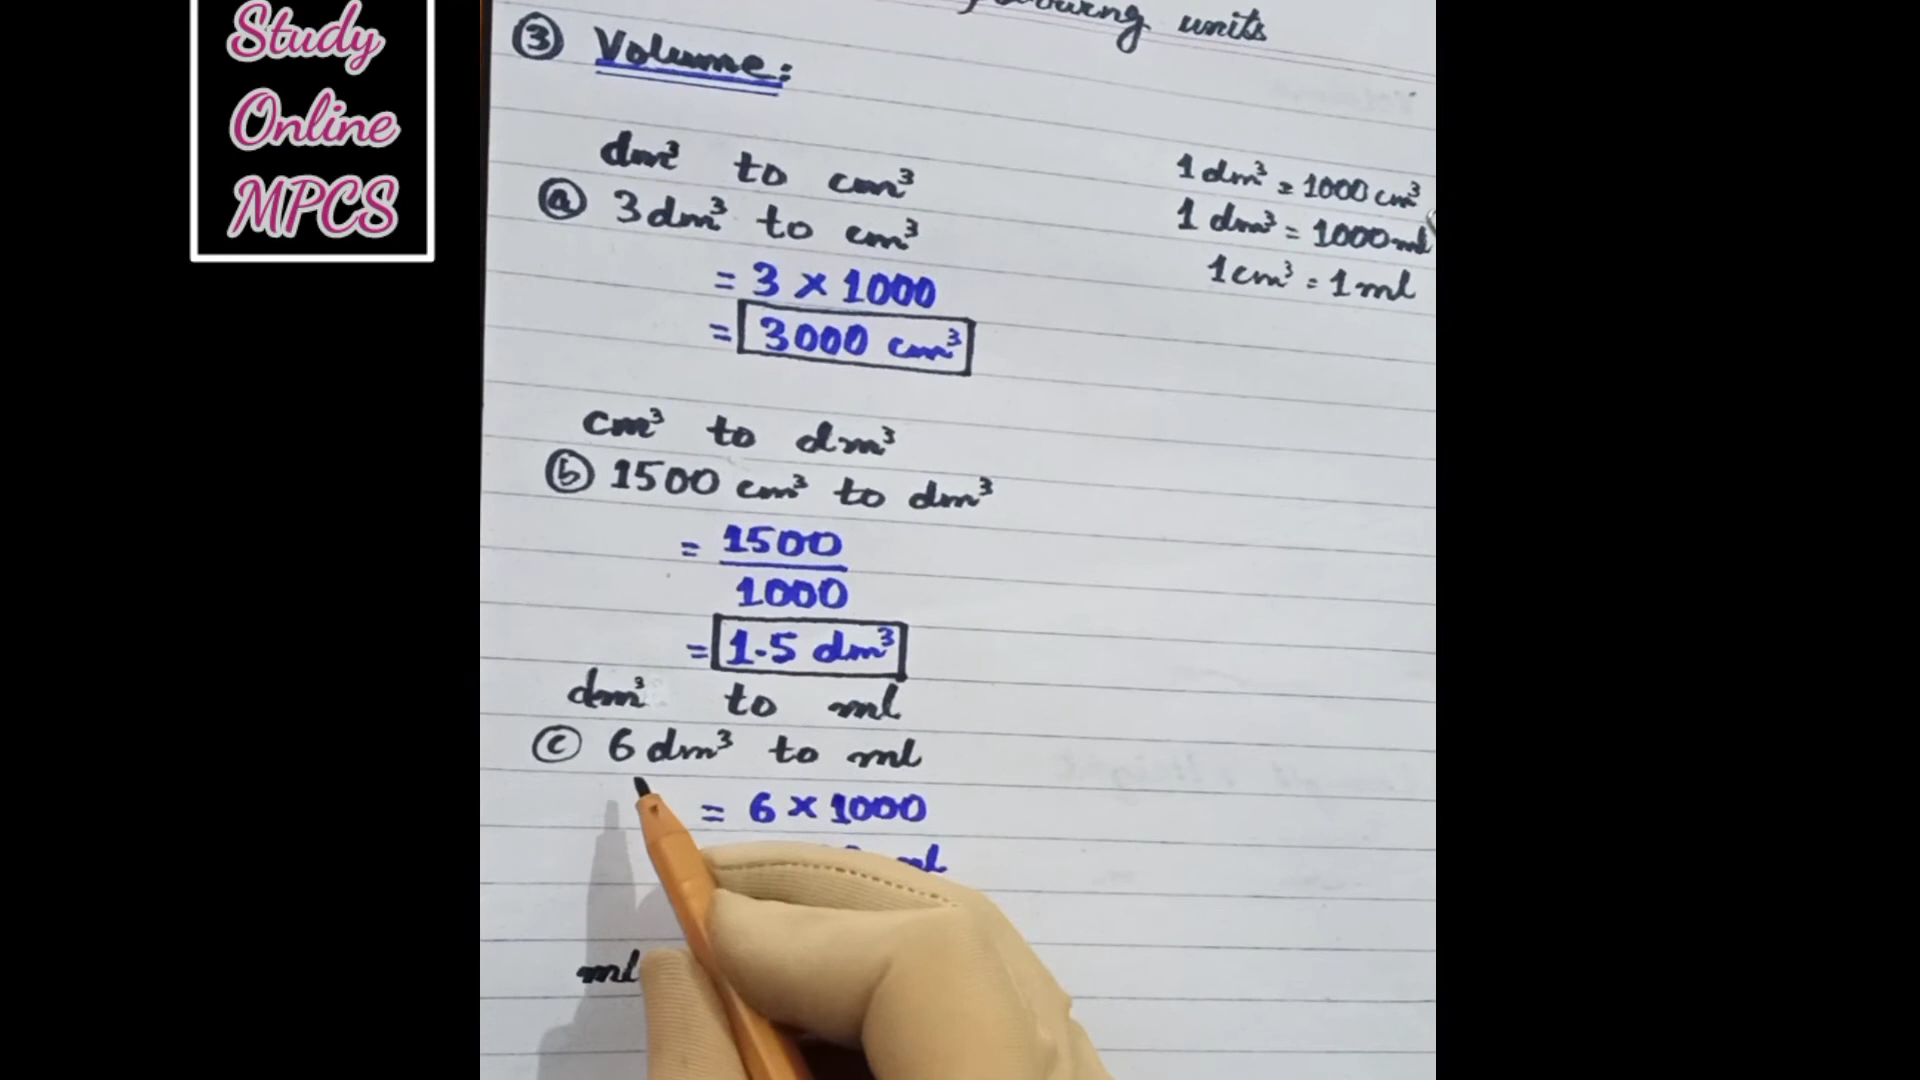 Study
Online
MPCS
units
③ Volume:
dm³ to cm³
ⓐ 3dm³ to cm³
= 3 × 1000
= 3000 cm³
1 dm³ = 1000 cm³
1 dm³ = 1000 ml
1 cm³ = 1 ml
cm³ to dm³
ⓑ 1500 cm³ to dm³
= 1500
1000
= 1.5 dm³
dm³ to ml
ⓒ 6 dm³ to ml
= 6 × 1000
ml
ml